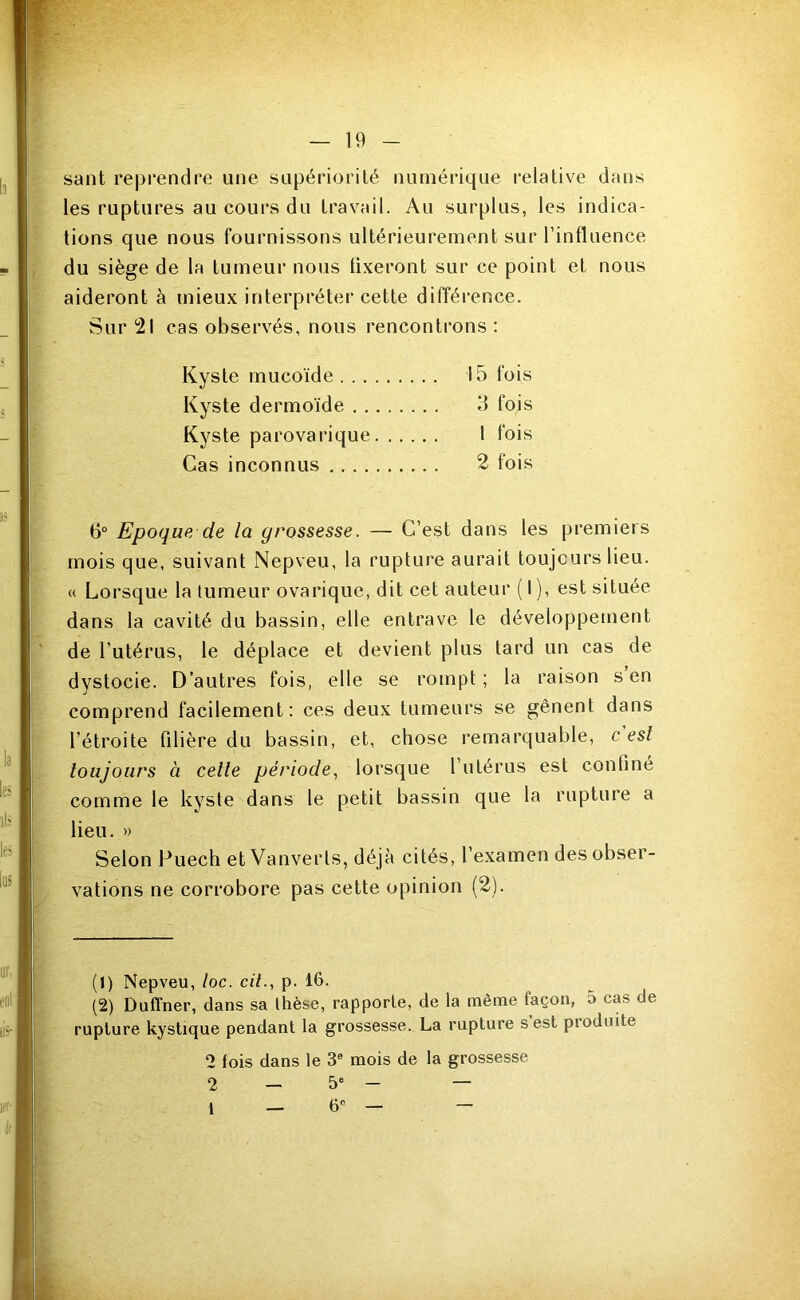 — 19 —
sant reprendre une supériorité numérique relative dans
les ruptures au cours du travail. Au surplus, les indica-
tions que nous fournissons ultérieurement sur l'influence
du siège de la tumeur nous fixeront sur ce point et nous
aideront à mieux interpréter cette différence.
Sur 21 cas observés, nous rencontrons :
Kyste mucoïde . . . . . . . . . 15 fois
Kyste dermoïde . . . . . . . . 3 fois
Kyste parovarique. . . . . . 1 fois
Cas inconnus . . . . . . . . . . 2 fois
6° Epoque de la grossesse. — C'est dans les premiers
mois que, suivant Nepveu, la rupture aurait toujours lieu.
« Lorsque la tumeur ovarique, dit cet auteur (1), est située
dans la cavité du bassin, elle entrave le développement
de l'utérus, le déplace et devient plus tard un cas de
dystocie. D'autres fois, elle se rompt ; la raison s'en
comprend facilement : ces deux tumeurs se gênent dans
l'étroite filière du bassin, et, chose remarquable, c'est
toujours à cette période, lorsque l'utérus est confiné
comme le kyste dans le petit bassin que la rupture a
lieu. »
Selon Puech et Vanverts, déjà cités, l'examen des obser-
vations ne corrobore pas cette opinion (2).
(1) Nepveu, loc. cit., p. 16.
(2) Duffner, dans sa thèse, rapporte, de la même façon, 5 cas de
rupture kystique pendant la grossesse. La rupture s'est produite
2 fois dans le 3e mois de la grossesse
2 — 5e — —
1 — 6e — —